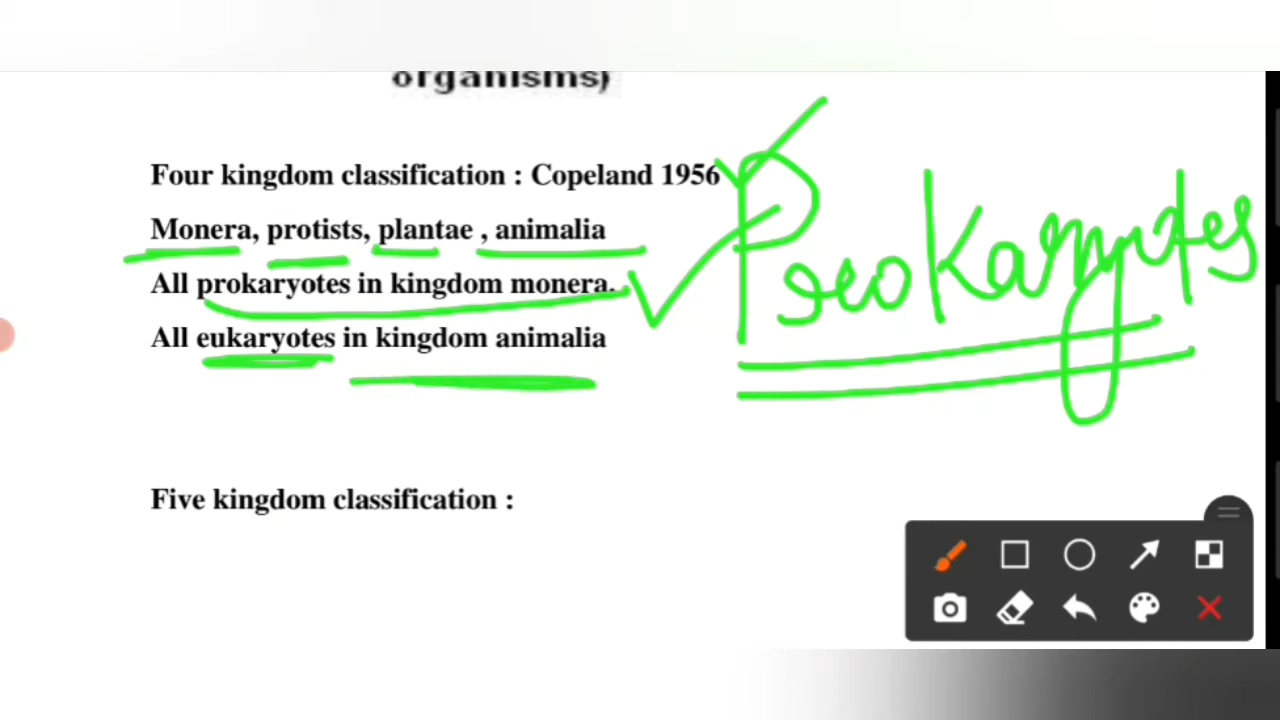 organisms)
Four kingdom classification : Copeland 1956
Monera, protists, plantae , animalia
All prokaryotes in kingdom monera.
All eukaryotes in kingdom animalia
Prokaryotes
Five kingdom classification :